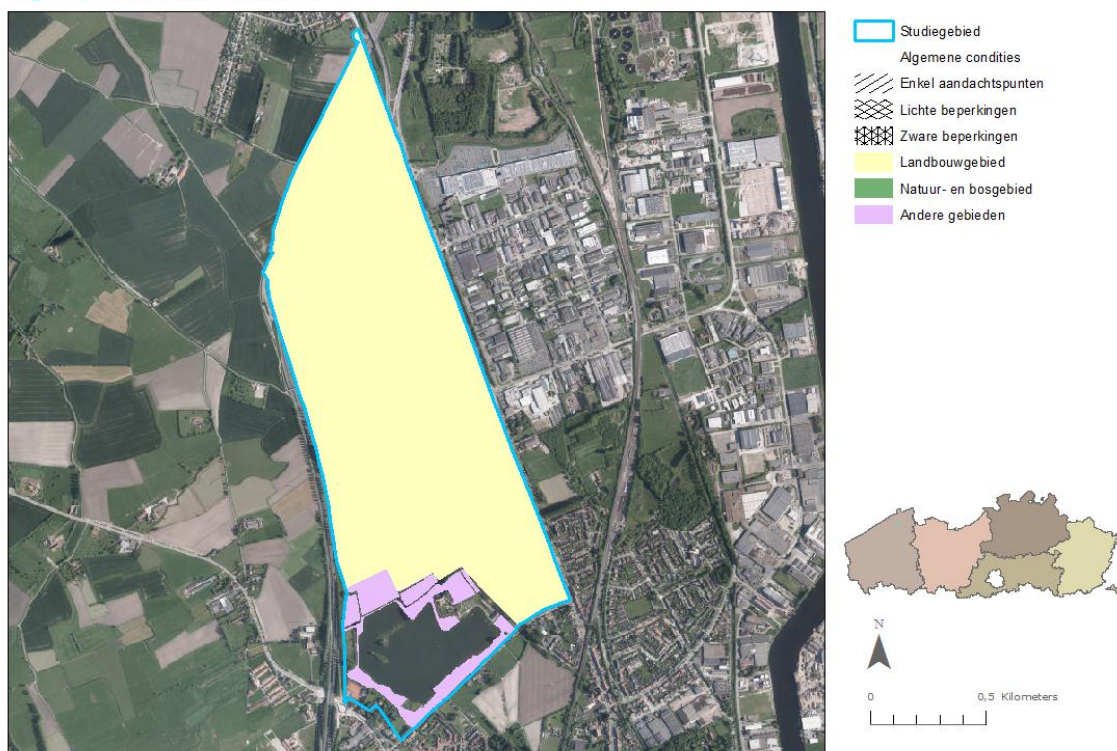 Studiegebied
Algemene condities
Enkel aandachtspunten
Lichte beperkingen
Zware beperkingen
Landbouwgebied
Natuur- en bosgebied
Andere gebieden
N
0
0,5 Kilometers